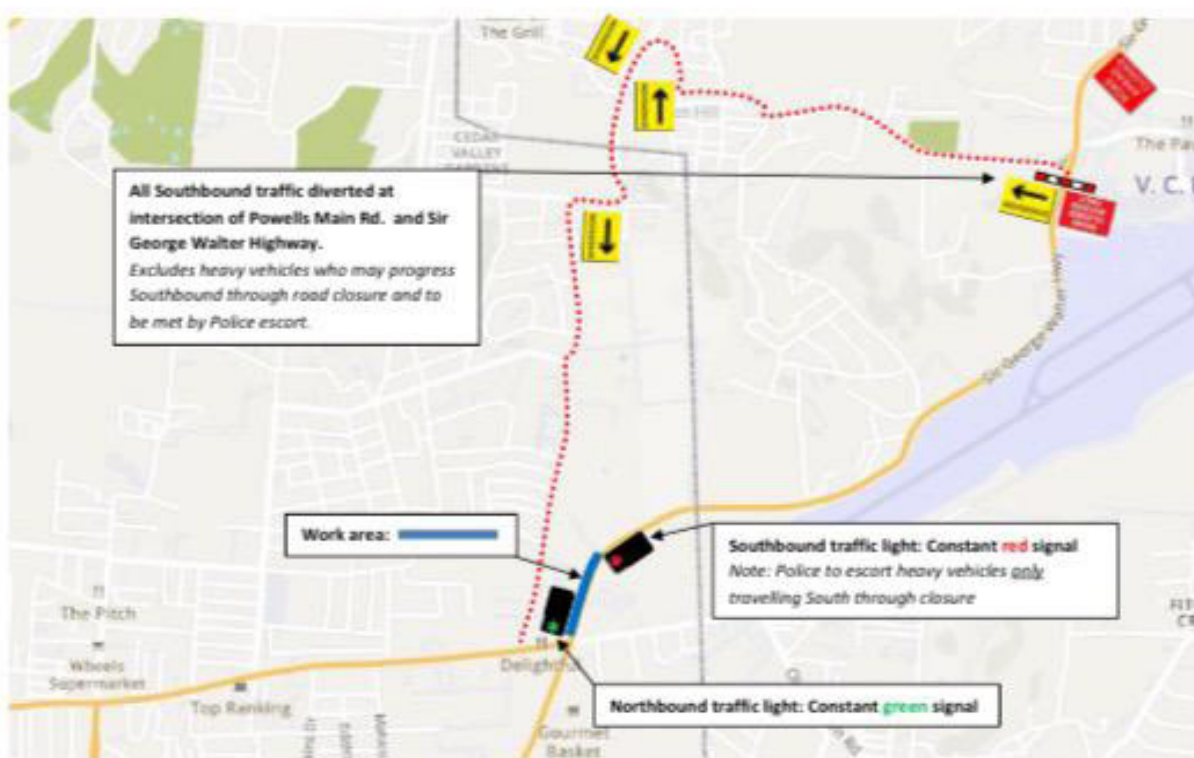 The Grill
CEDAR
VALLEY
GARDENS
The Pa
V. C.
All Southbound traffic diverted at
intersection of Powells Main Rd. and Sir
George Walter Highway.
Excludes heavy vehicles who may progress
Southbound through road closure and to
be met by Police escort.
Sir George Walter Hwy
Work area:
Southbound traffic light: Constant red signal
Note: Police to escort heavy vehicles only
travelling South through closure
The Pitch
Wheels
Supermarket
Top Ranking
Northbound traffic light: Constant green signal
Gourmet
Basket